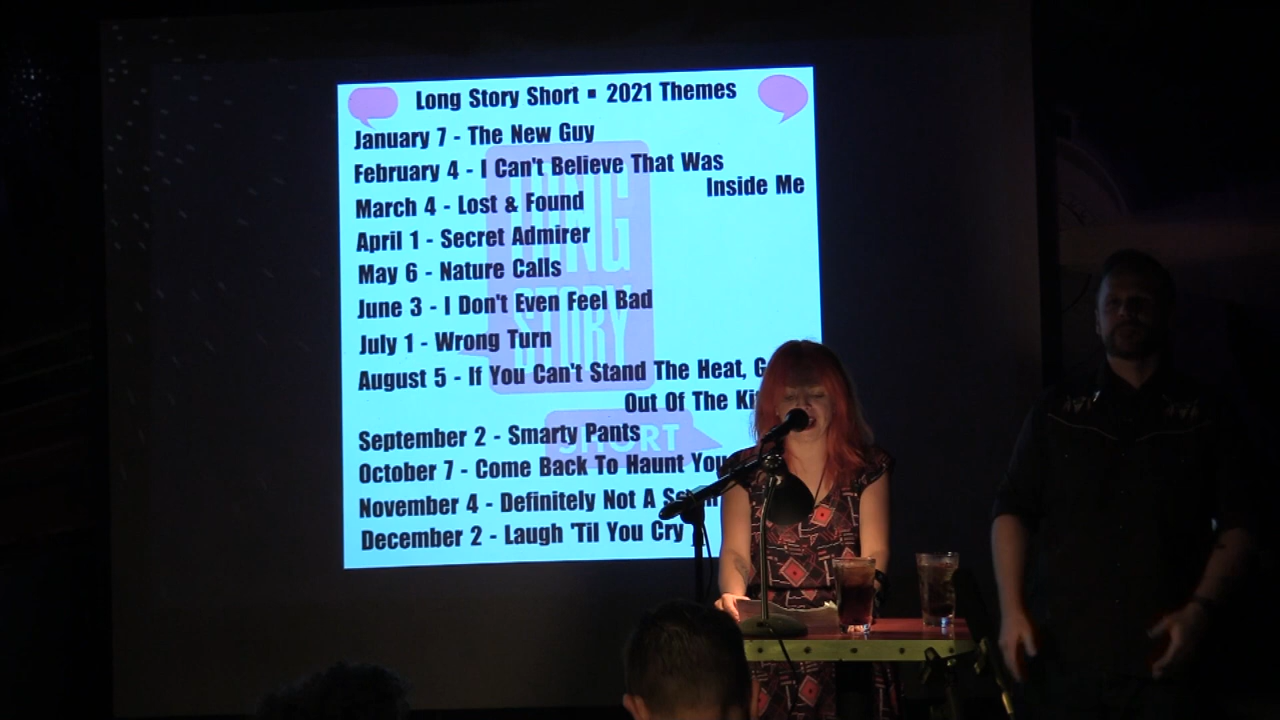 Long Story Short ▪ 2021 Themes
January 7 - The New Guy
February 4 - I Can't Believe That Was
Inside Me
March 4 - Lost & Found
April 1 - Secret Admirer
May 6 - Nature Calls
June 3 - I Don't Even Feel Bad
July 1 - Wrong Turn
August 5 - If You Can't Stand The Heat,
Out Of The
September 2 - Smarty Pants
October 7 - Come Back To Haunt You
November 4 - Definitely Not A
December 2 - Laugh 'Til You Cry
LONG
STORY
SHORT